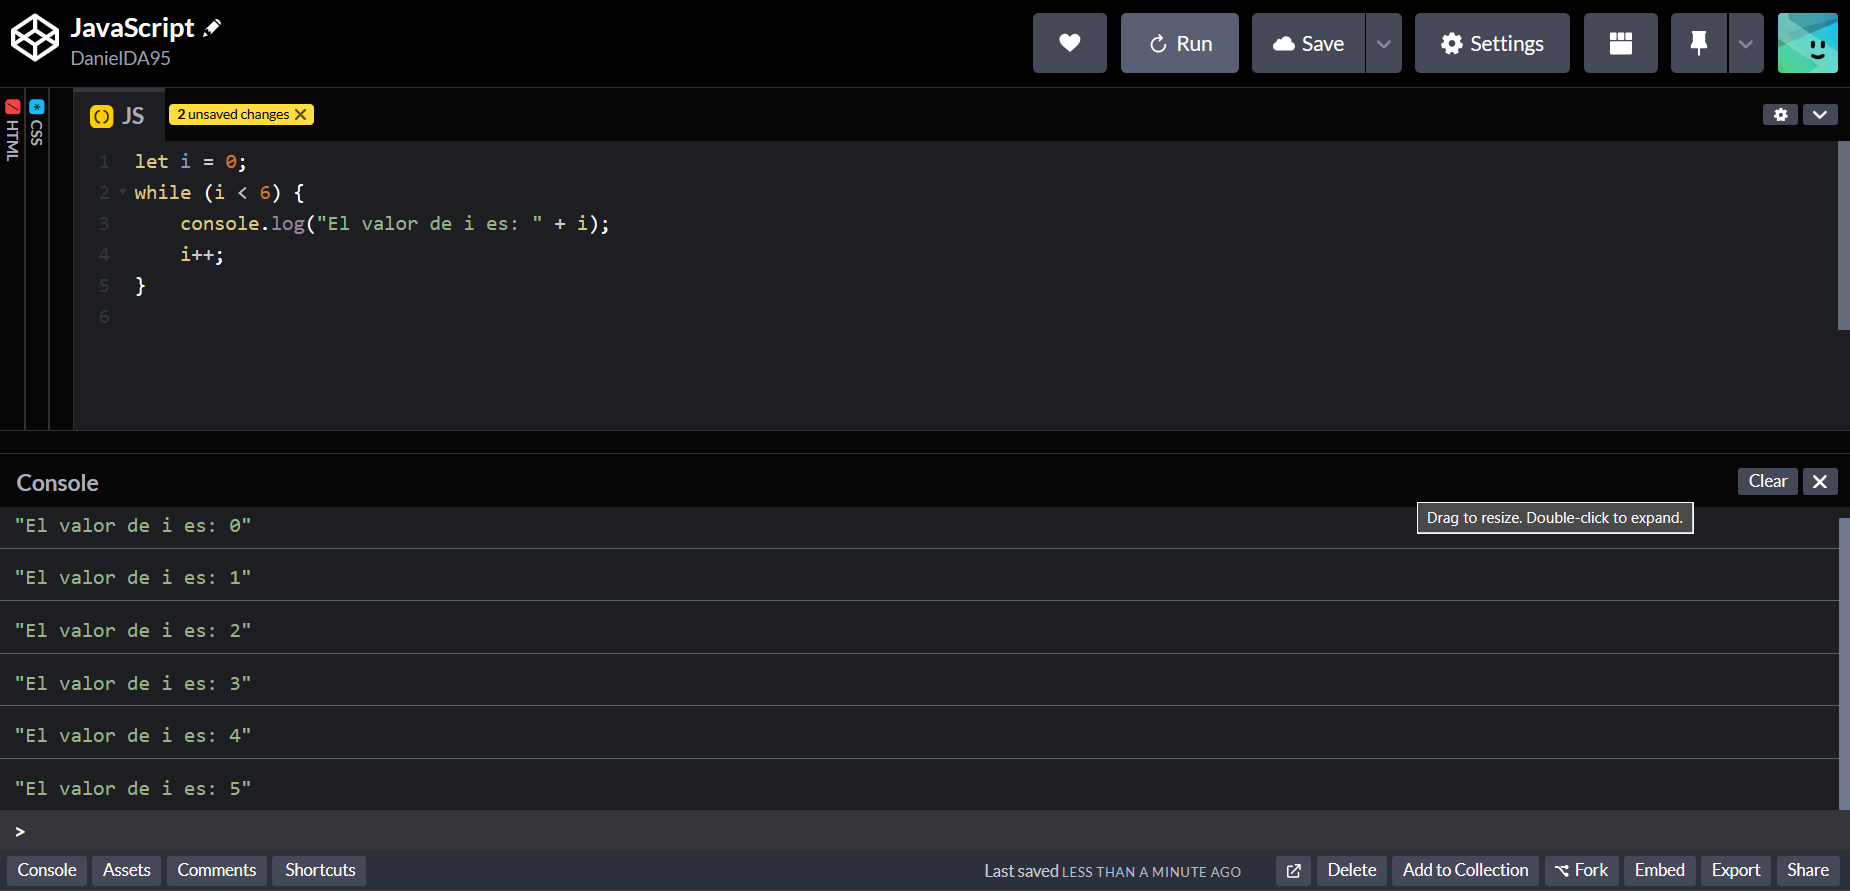 JavaScript
DanielDA95
Run
Save
Settings
HTML
CSS
JS
2 unsaved changes
1 let i = 0;
2 while (i < 6) {
3 console.log("El valor de i es: " + i);
4 i++;
5 }
6
Console
Clear
Drag to resize. Double-click to expand.
"El valor de i es: 0"
"El valor de i es: 1"
"El valor de i es: 2"
"El valor de i es: 3"
"El valor de i es: 4"
"El valor de i es: 5"
>
Console Assets Comments Shortcuts Last saved LESS THAN A MINUTE AGO Delete Add to Collection Fork Embed Export Share